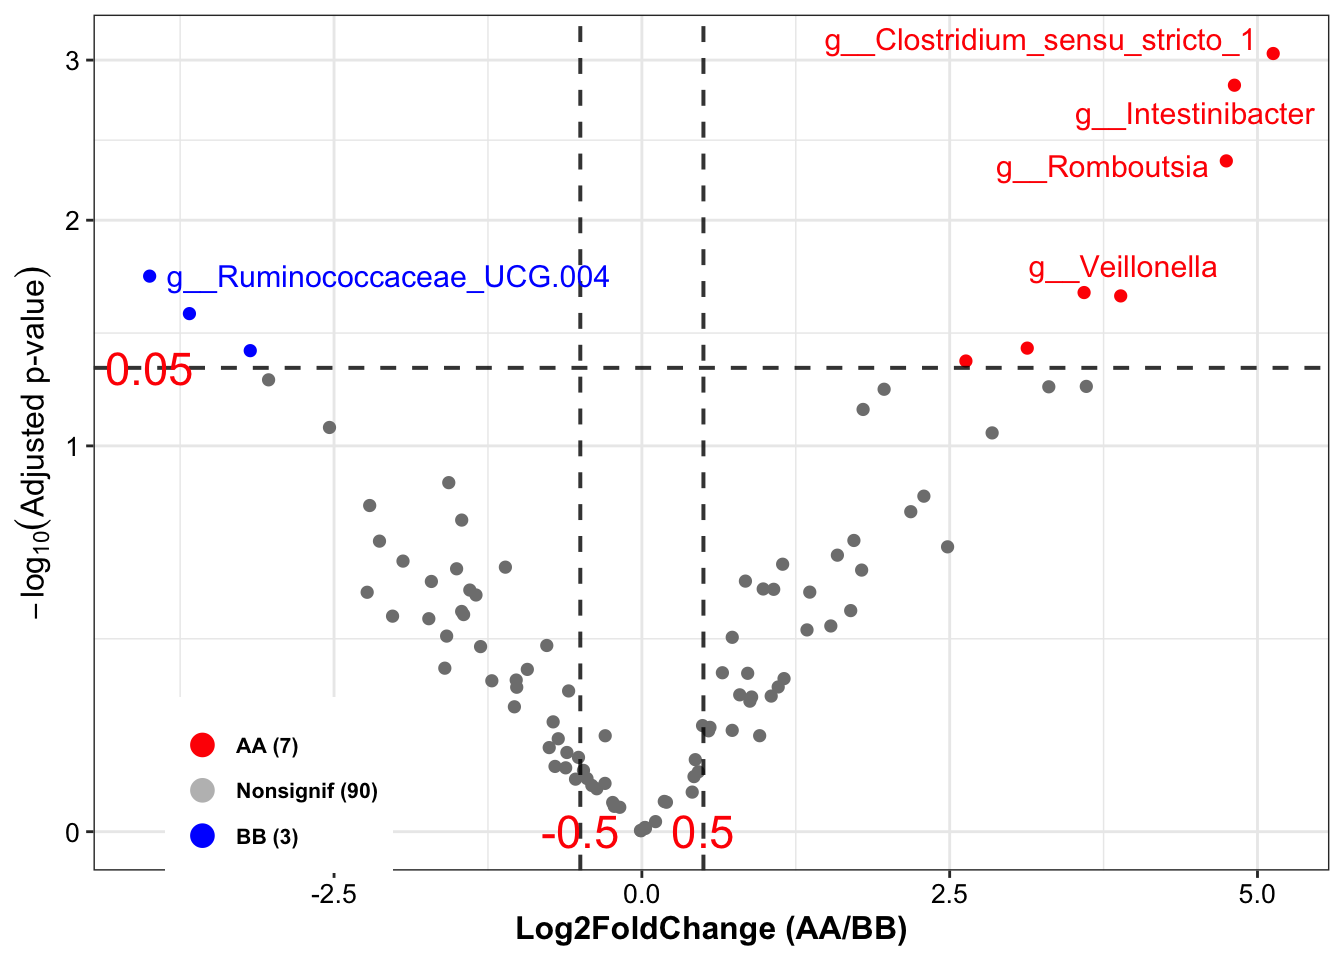 g__Clostridium_sensu_stricto_1
g__Intestinibacter
g__Romboutsia
g__Veillonella
g__Ruminococcaceae_UCG.004
0.05
-0.5
0.5
3
2
1
0
−log10(Adjusted p-value)
AA (7)
Nonsignif (90)
BB (3)
-2.5
0.0
2.5
5.0
Log2FoldChange (AA/BB)